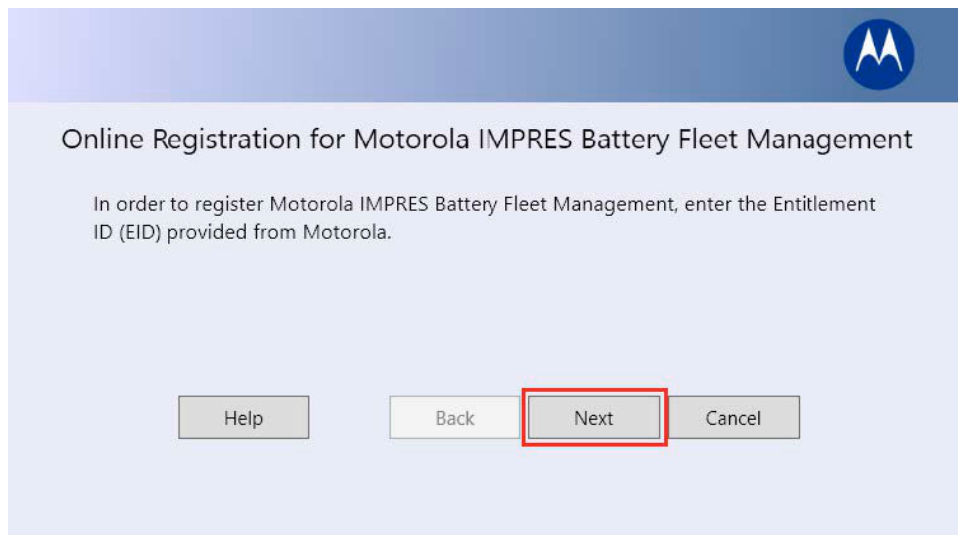 Online Registration for Motorola IMPRES Battery Fleet Management
In order to register Motorola IMPRES Battery Fleet Management, enter the Entitlement
ID (EID) provided from Motorola.
Help Back Next Cancel